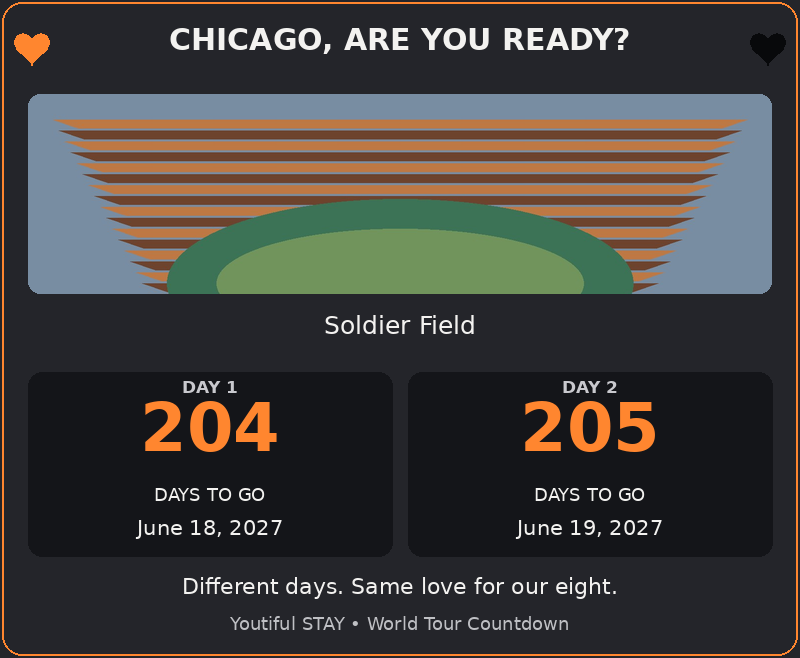 CHICAGO, ARE YOU READY?
Soldier Field
DAY 1
204
DAYS TO GO
June 18, 2027
DAY 2
205
DAYS TO GO
June 19, 2027
Different days. Same love for our eight.
Youtiful STAY • World Tour Countdown